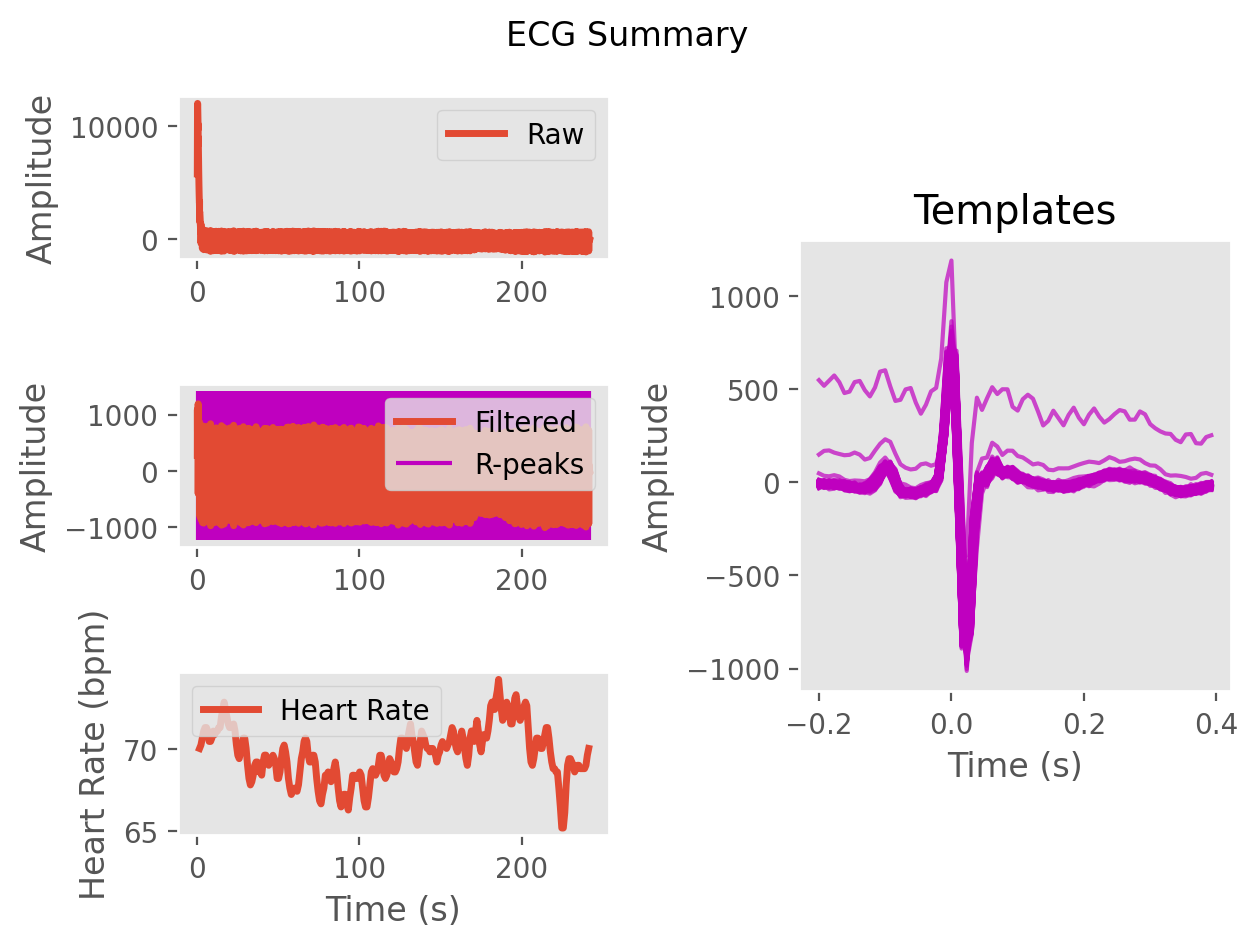 ECG Summary
Amplitude
10000
0
Raw
0 100 200
Amplitude
1000
0
−1000
Filtered
R-peaks
0 100 200
Heart Rate (bpm)
70
65
Heart Rate
0 100 200
Time (s)
Templates
Amplitude
1000
500
0
−500
−1000
−0.2 0.0 0.2 0.4
Time (s)